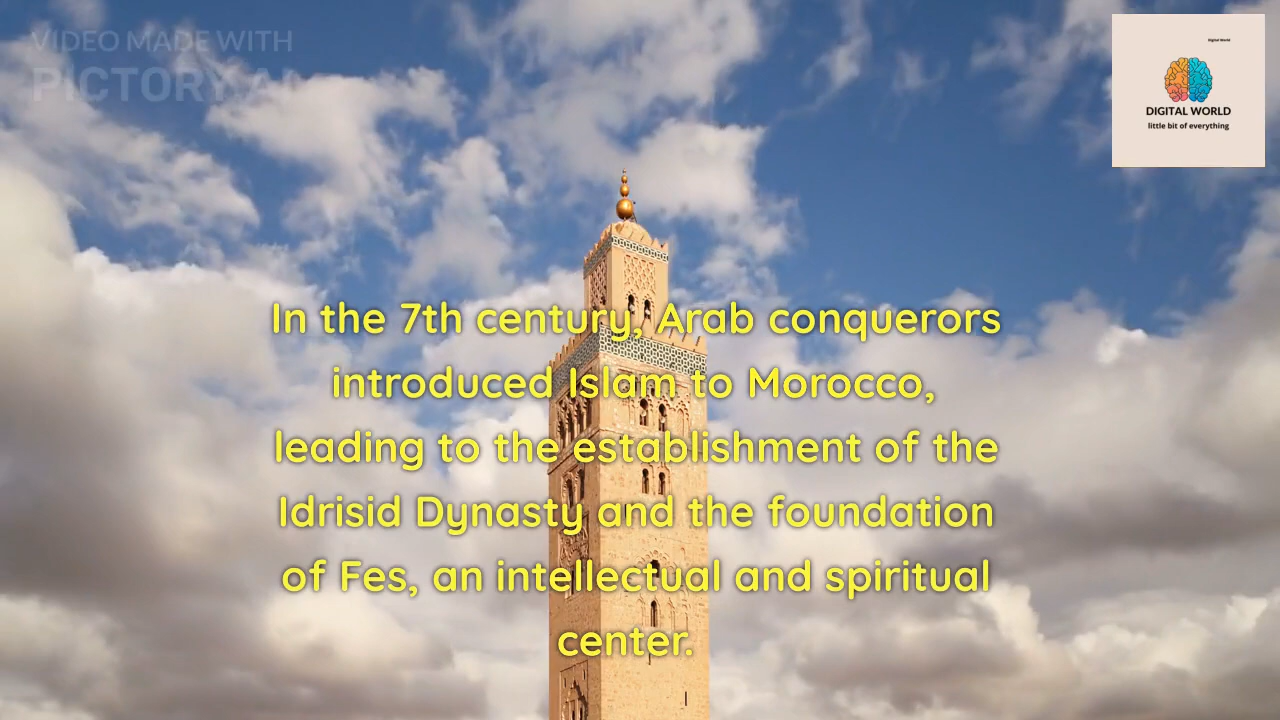 VIDEO MADE WITH
PICTORY AI
Digital World
DIGITAL WORLD
little bit of everything
In the 7th century, Arab conquerors
introduced Islam to Morocco,
leading to the establishment of the
Idrisid Dynasty and the foundation
of Fes, an intellectual and spiritual
center.